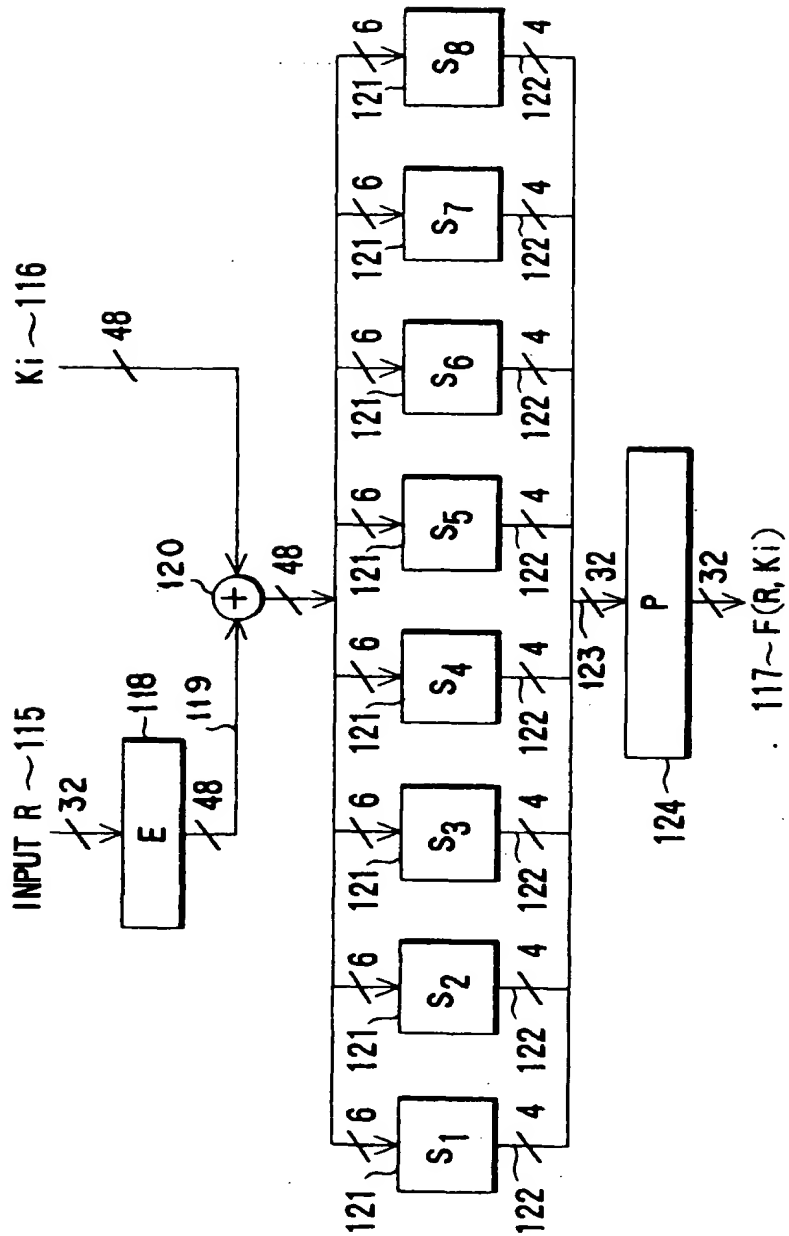 INPUT R ~115
Ki ~116
32
48
118
E
119
48
120
+
48
6 6 6 6 6 6 6 6
121 121 121 121 121 121 121 121
S1 S2 S3 S4 S5 S6 S7 S8
122 122 122 122 122 122 122 122
4 4 4 4 4 4 4 4
123
32
P
124
32
117~ F(R, Ki)